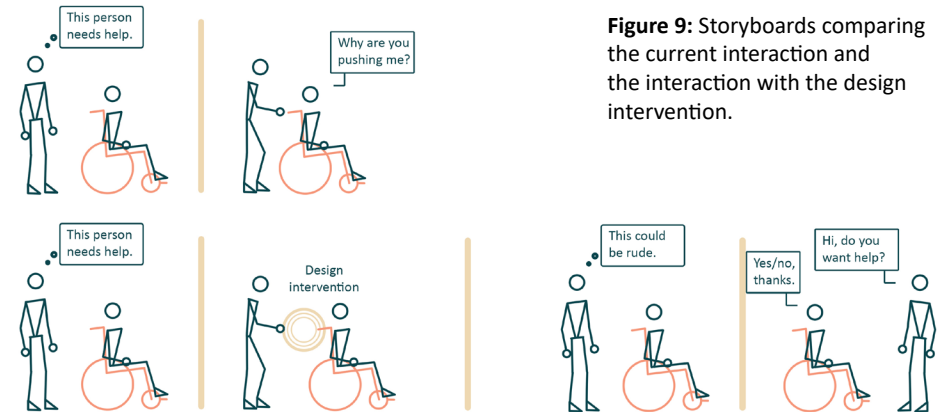 This person
needs help.
Why are you
pushing me?
Figure 9: Storyboards comparing
the current interaction and
the interaction with the design
intervention.
This person
needs help.
Design
intervention
This could
be rude.
Yes/no,
thanks.
Hi, do you
want help?